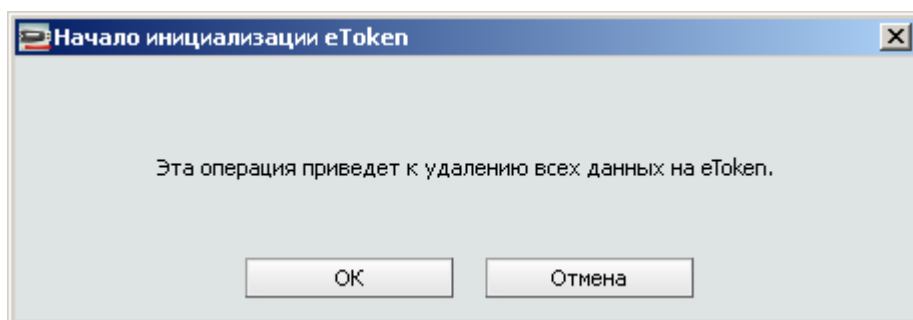 Начало инициализации eToken
Эта операция приведет к удалению всех данных на eToken.
ОК
Отмена